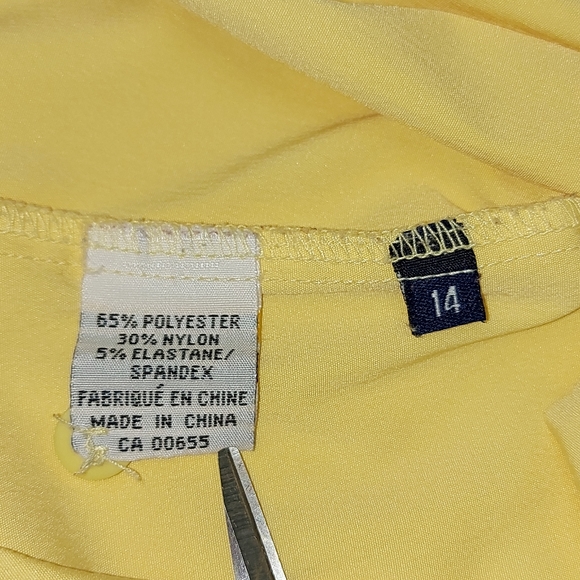 65% POLYESTER
30% NYLON
5% ELASTANE/
SPANDEX
FABRIQUÉ EN CHINE
MADE IN CHINA
CA 00655
14